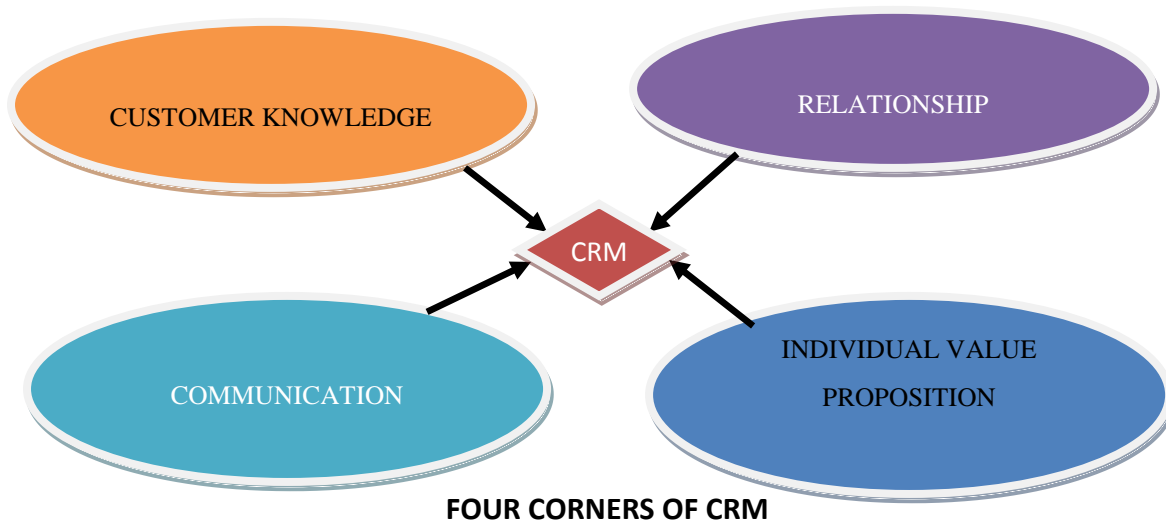 CUSTOMER KNOWLEDGE
RELATIONSHIP
CRM
COMMUNICATION
INDIVIDUAL VALUE
PROPOSITION
FOUR CORNERS OF CRM